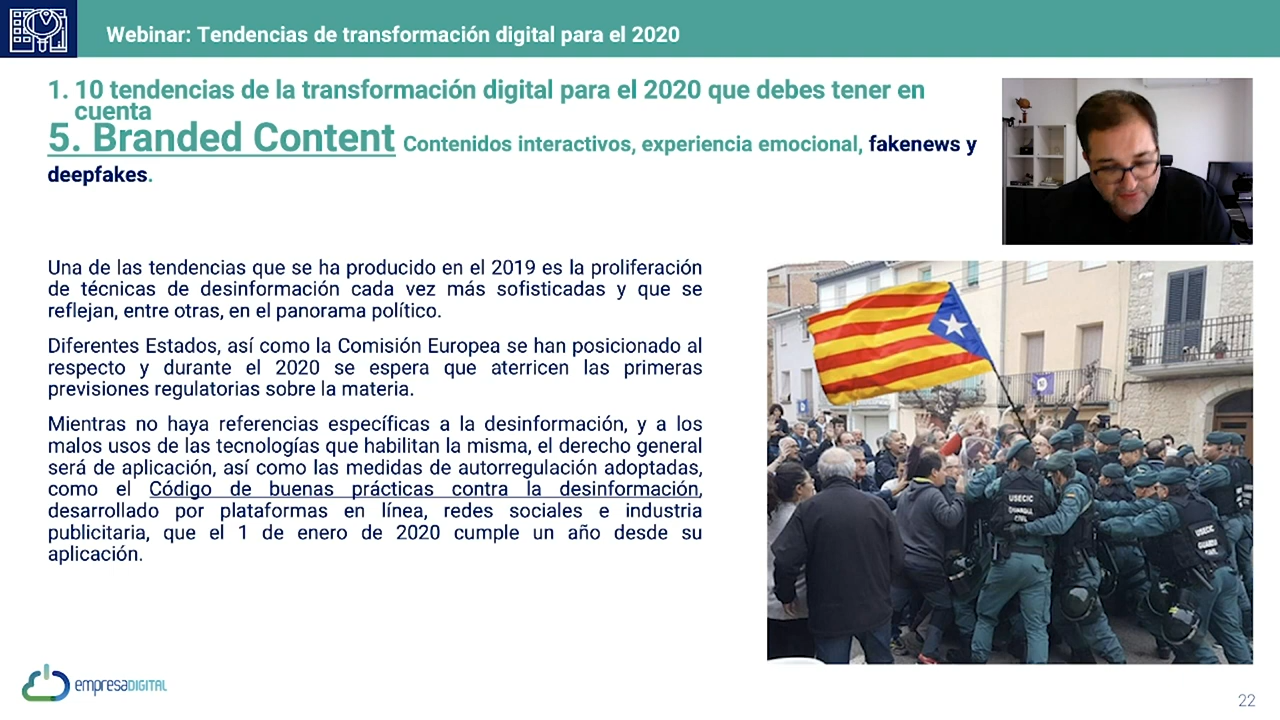 Webinar: Tendencias de transformación digital para el 2020
1. 10 tendencias de la transformación digital para el 2020 que debes tener en
cuenta
5. Branded Content Contenidos interactivos, experiencia emocional, fakenews y
deepfakes.
Una de las tendencias que se ha producido en el 2019 es la proliferación
de técnicas de desinformación cada vez más sofisticadas y que se
reflejan, entre otras, en el panorama político.
Diferentes Estados, así como la Comisión Europea se han posicionado al
respecto y durante el 2020 se espera que aterricen las primeras
previsiones regulatorias sobre la materia.
Mientras no haya referencias específicas a la desinformación, y a los
malos usos de las tecnologías que habilitan la misma, el derecho general
será de aplicación, así como las medidas de autorregulación adoptadas,
como el Código de buenas prácticas contra la desinformación,
desarrollado por plataformas en línea, redes sociales e industria
publicitaria, que el 1 de enero de 2020 cumple un año desde su
aplicación.
USECIC
GUARDIA
CIVIL
USECIC
GUARDIA
CIVIL
empresaDIGITAL
22